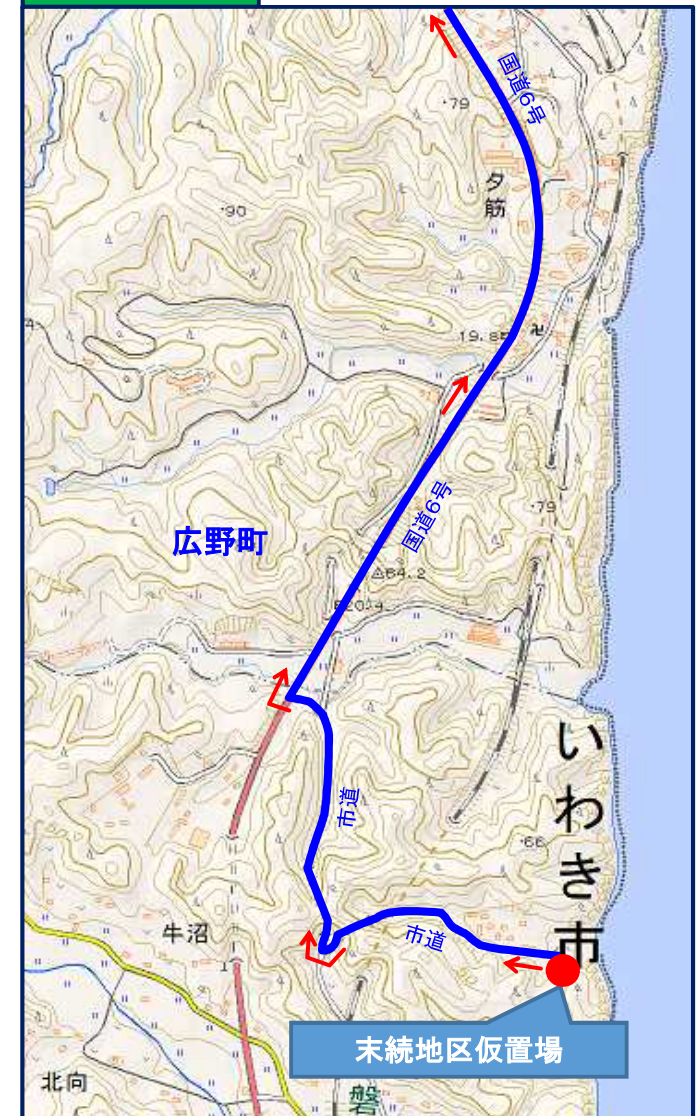 国道6号
・79
夕筋
・90
19.8
卍
国道6号
・79
広野町
△64.2
いわき市
市道
・66
牛沼
市道
末続地区仮置場
北向
磐